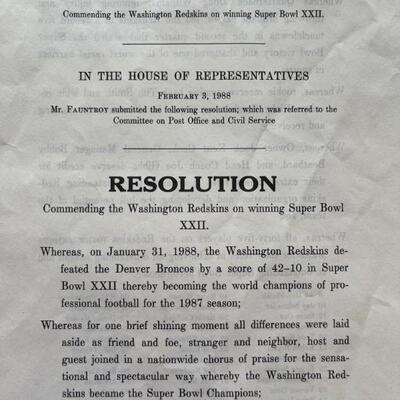 Commending the Washington Redskins on winning Super Bowl XXII.
IN THE HOUSE OF REPRESENTATIVES
FEBRUARY 3, 1988
Mr. FAUNTROY submitted the following resolution; which was referred to the
Committee on Post Office and Civil Service
RESOLUTION
Commending the Washington Redskins on winning Super Bowl
XXII.
Whereas, on January 31, 1988, the Washington Redskins de-
feated the Denver Broncos by a score of 42–10 in Super
Bowl XXII thereby becoming the world champions of pro-
fessional football for the 1987 season;
Whereas for one brief shining moment all differences were laid
aside as friend and foe, stranger and neighbor, host and
guest joined in a nationwide chorus of praise for the sensa-
tional and spectacular way whereby the Washington Red-
skins became the Super Bowl Champions;